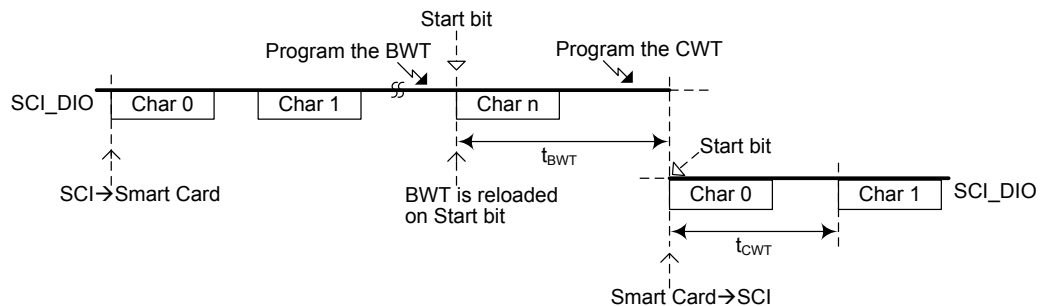 Start bit
Program the BWT
Program the CWT
SCI_DIO
Char 0
Char 1
Char n
tBWT
Start bit
SCI→Smart Card
BWT is reloaded
on Start bit
Char 0
Char 1
SCI_DIO
tCWT
Smart Card→SCI